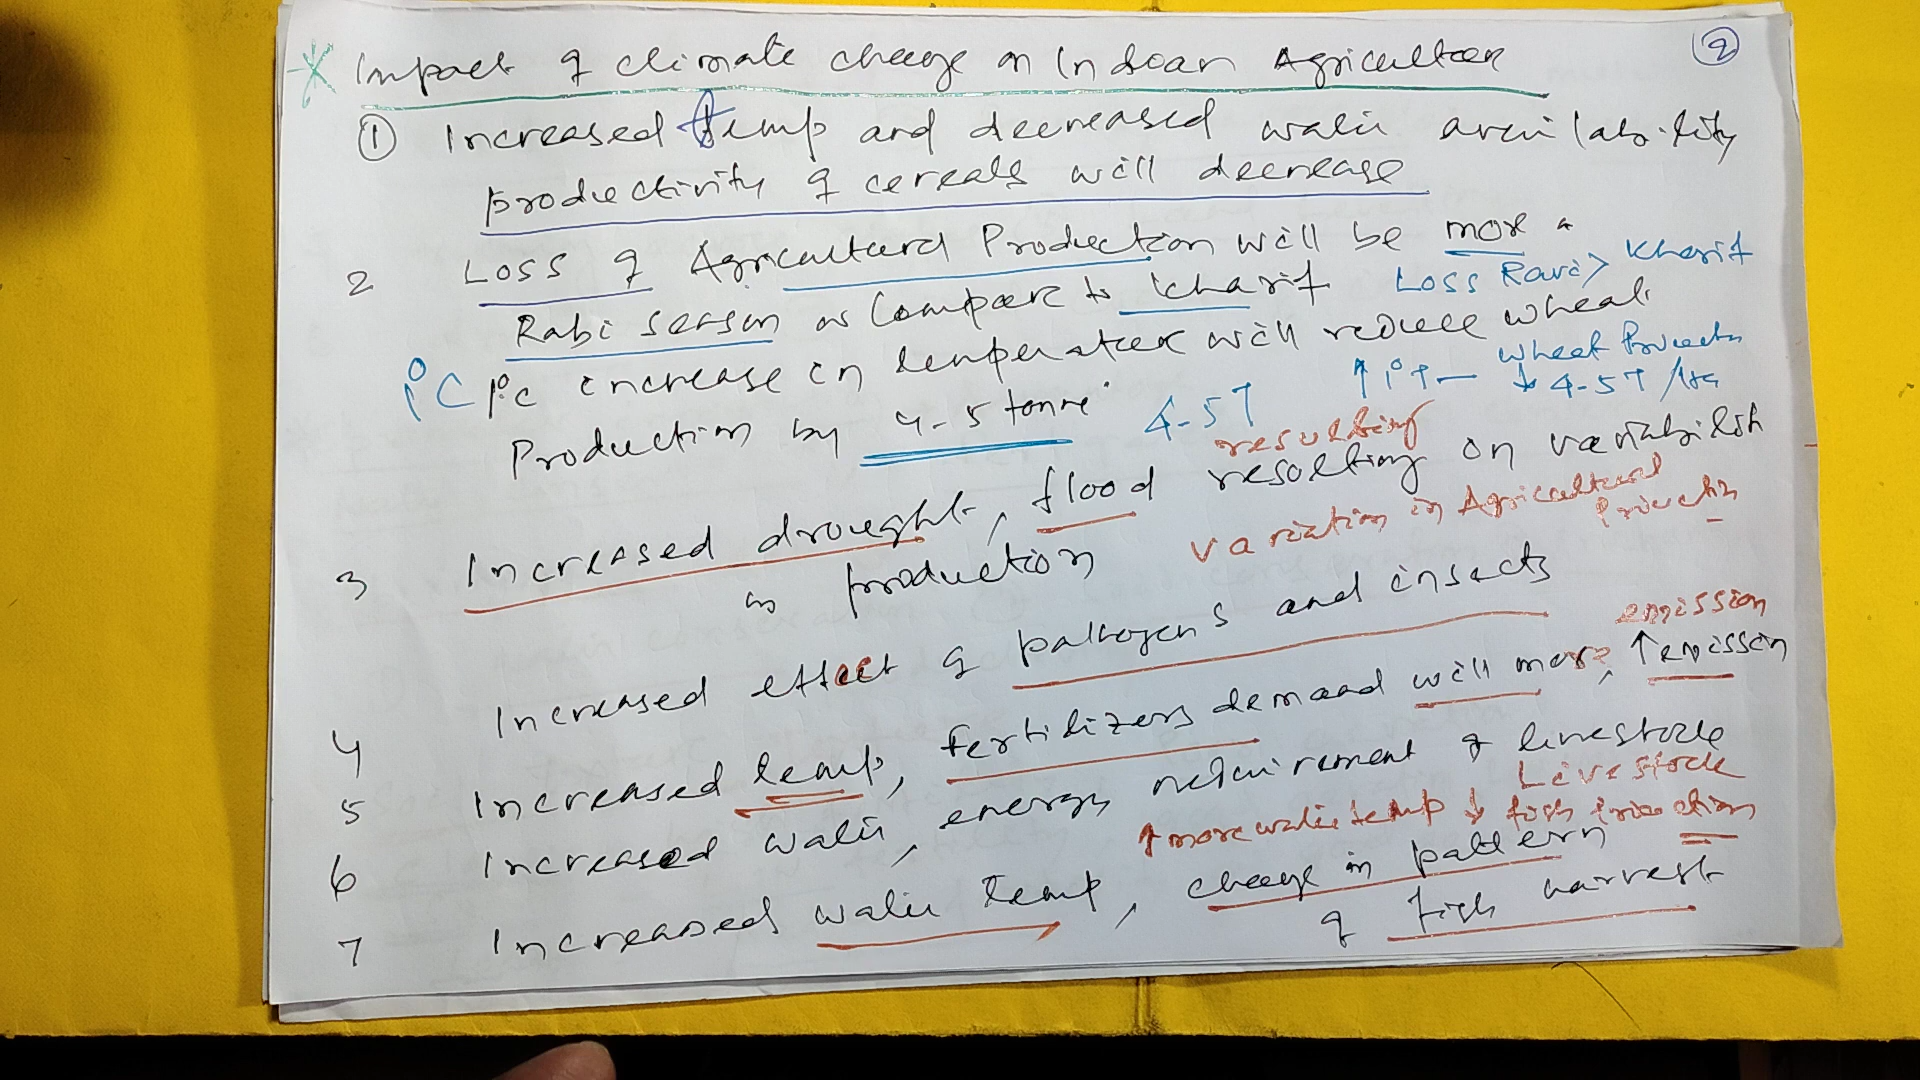 Impact of climate change on Indian Agriculture
②
① Increased temp and decreased water availability
productivity of cereals will decrease
2 Loss of Agricultural Production will be more
Rabi season as Compare to kharif Loss Ravi > Kharif
1°C 1°C increase in temperature will reduce wheat
Production by 4-5 tonne 4-5T ↑ 1°↑ — wheat Production ↓ 4-5T/ha
resulting
3 Increased drought, flood resulting on variability
in production variation in Agricultural Production
4 Increased effect of pathogens and insects
emission
5 Increased temp, fertilizers demand will more, ↑ emission
6 Increased water, energy requirement of livestock
Livestock
↑ more water temp ↓ fish production
7 Increased water temp, change in pattern
of fish harvest